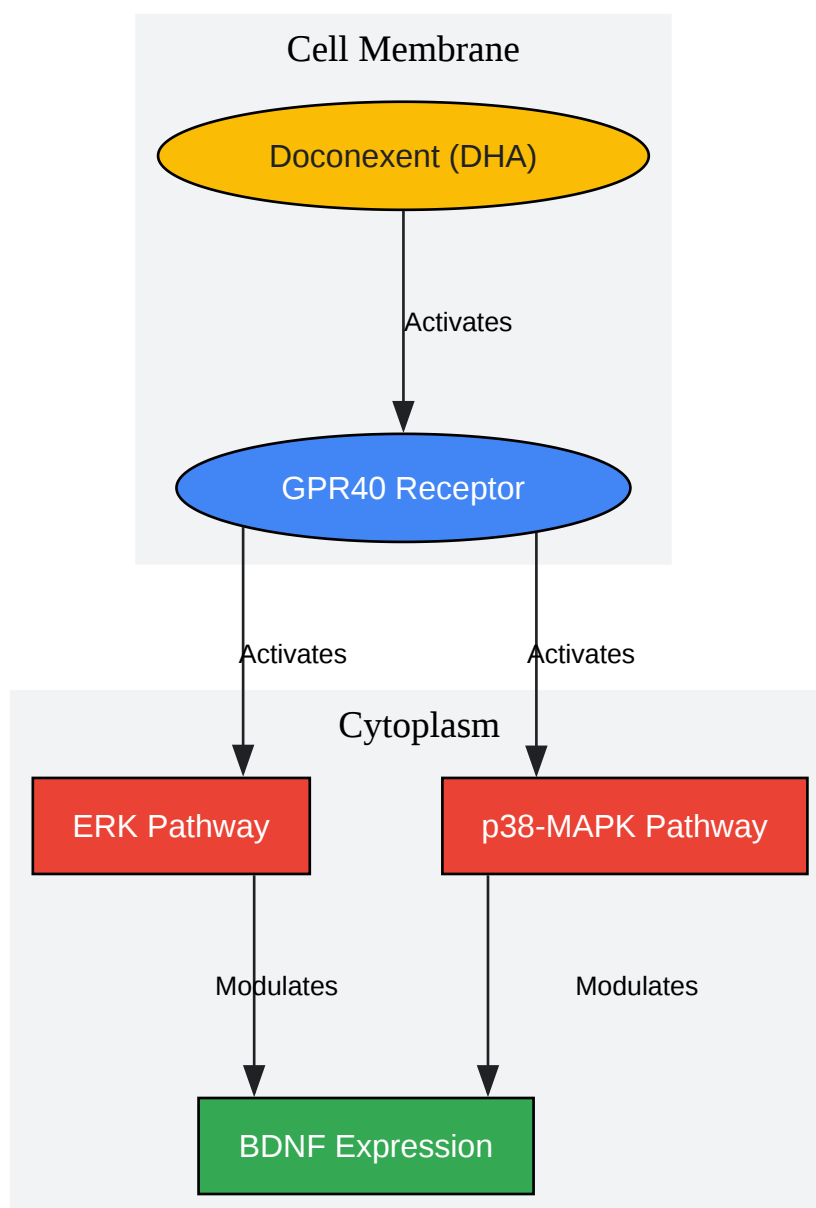 Cell Membrane
Doconexent (DHA)
Activates
GPR40 Receptor
Activates
Activates
Cytoplasm
ERK Pathway
p38-MAPK Pathway
Modulates
Modulates
BDNF Expression